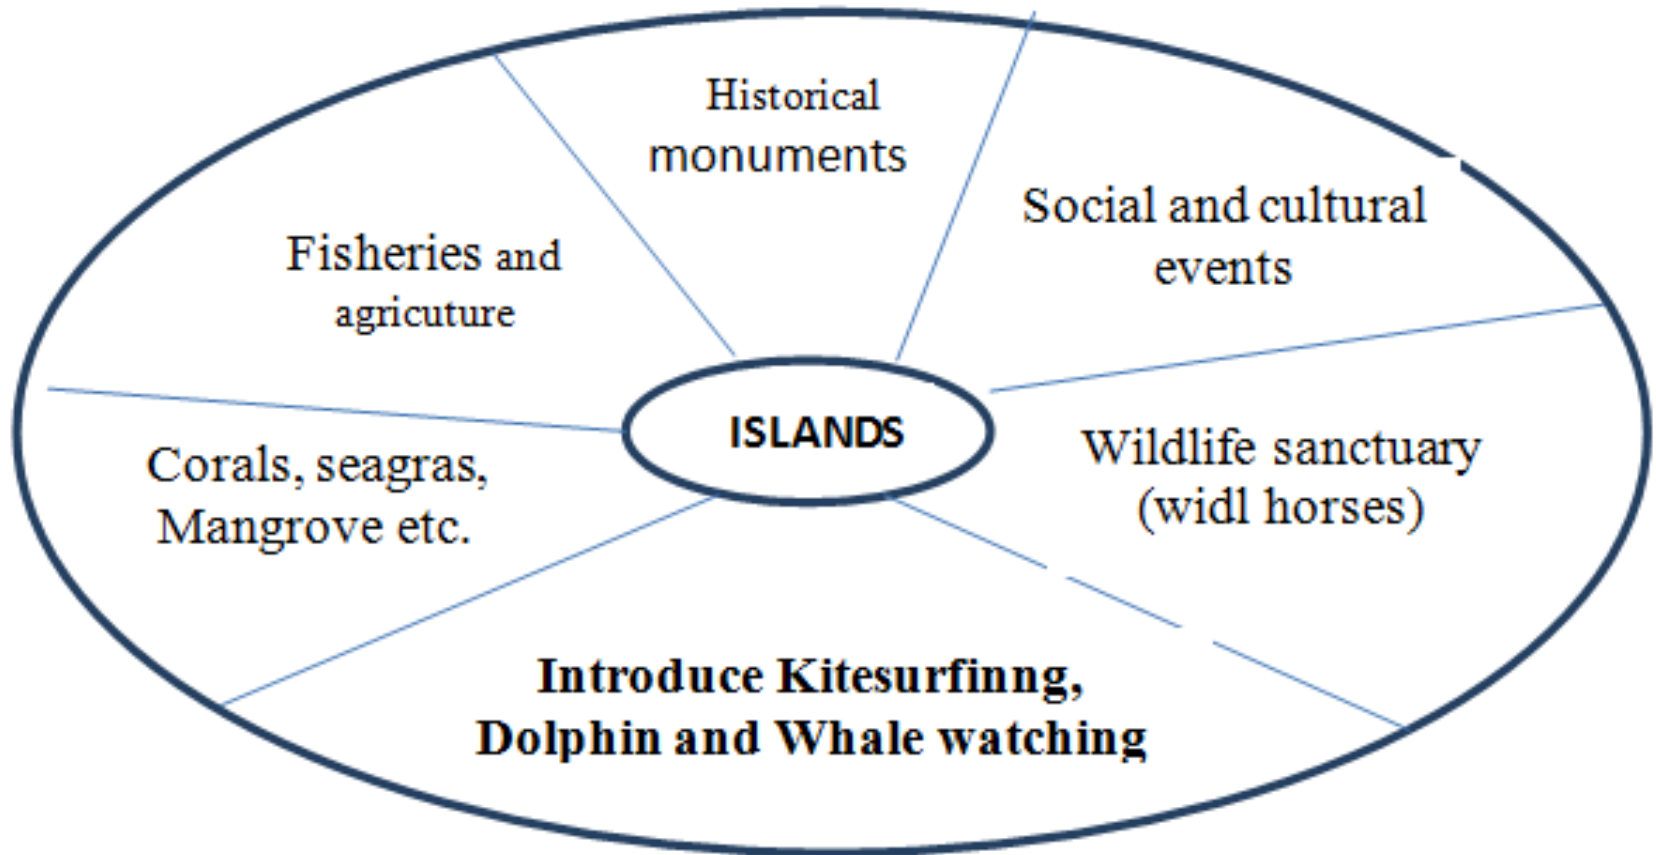 Historical
monuments
Social and cultural
events
Fisheries and
agricuture
ISLANDS
Corals, seagras,
Mangrove etc.
Wildlife sanctuary
(widl horses)
Introduce Kitesurfinng,
Dolphin and Whale watching